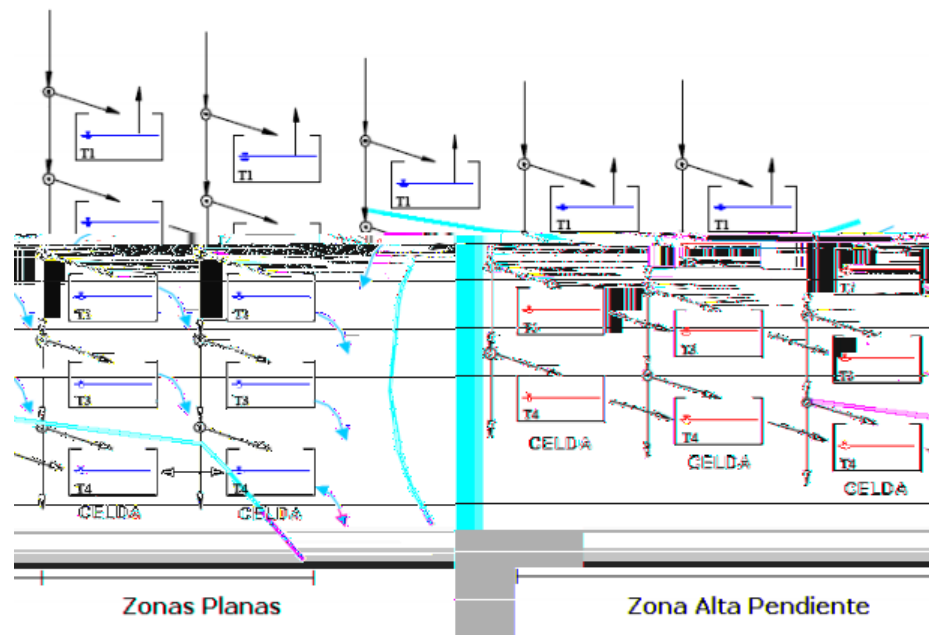 T1
T1
T1
T1
T1
T3
T3
T3
T3
T4
T4
T4
T4
T4
CELDA
CELDA
CELDA
CELDA
CELDA
Zonas Planas
Zona Alta Pendiente